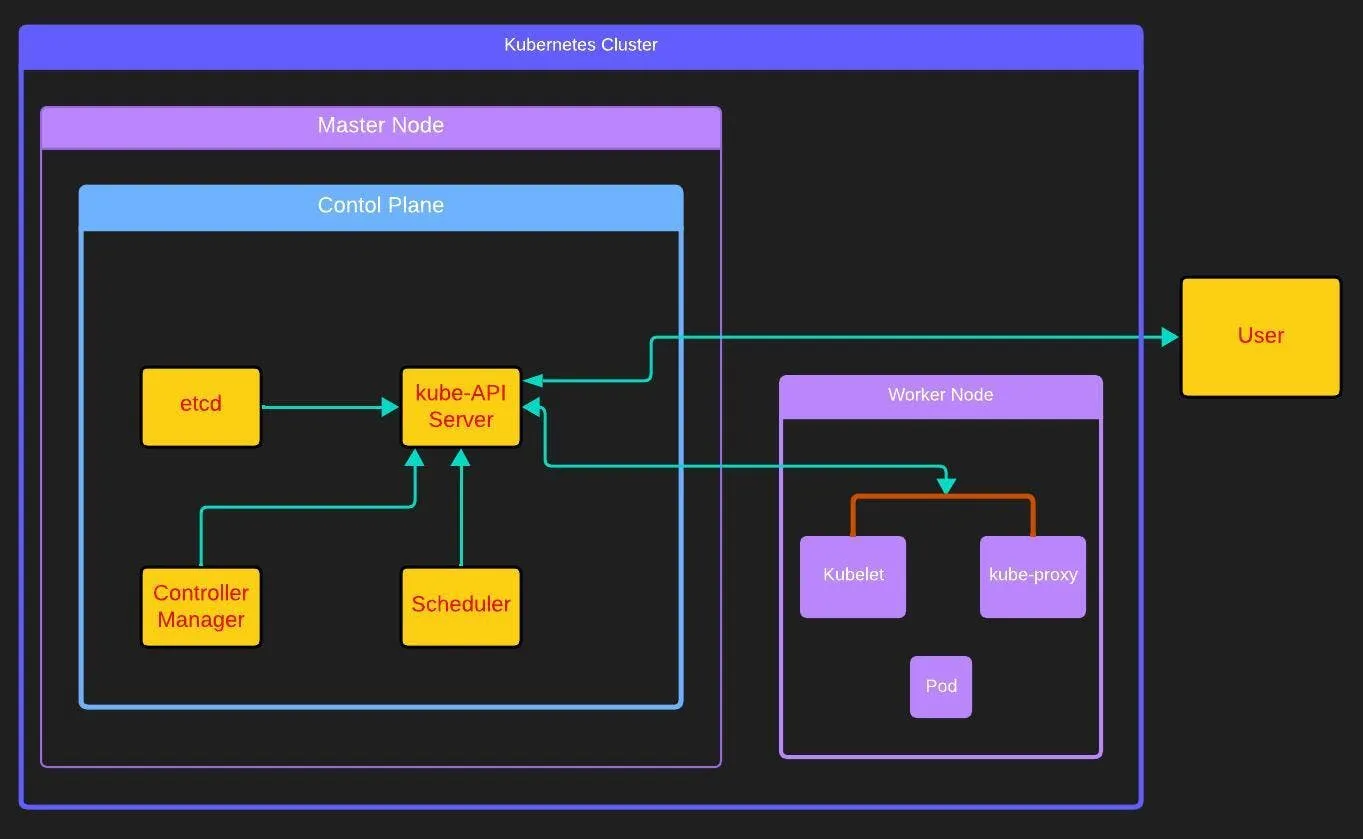 Kubernetes Cluster
Master Node
Contol Plane
etcd
kube-API
Server
Controller
Manager
Scheduler
User
Worker Node
Kubelet
kube-proxy
Pod